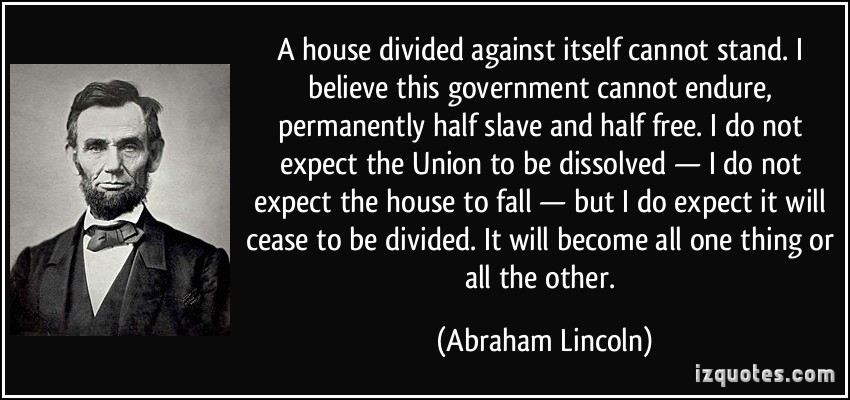 A house divided against itself cannot stand. I
believe this government cannot endure,
permanently half slave and half free. I do not
expect the Union to be dissolved — I do not
expect the house to fall — but I do expect it will
cease to be divided. It will become all one thing or
all the other.
(Abraham Lincoln)
izquotes.com